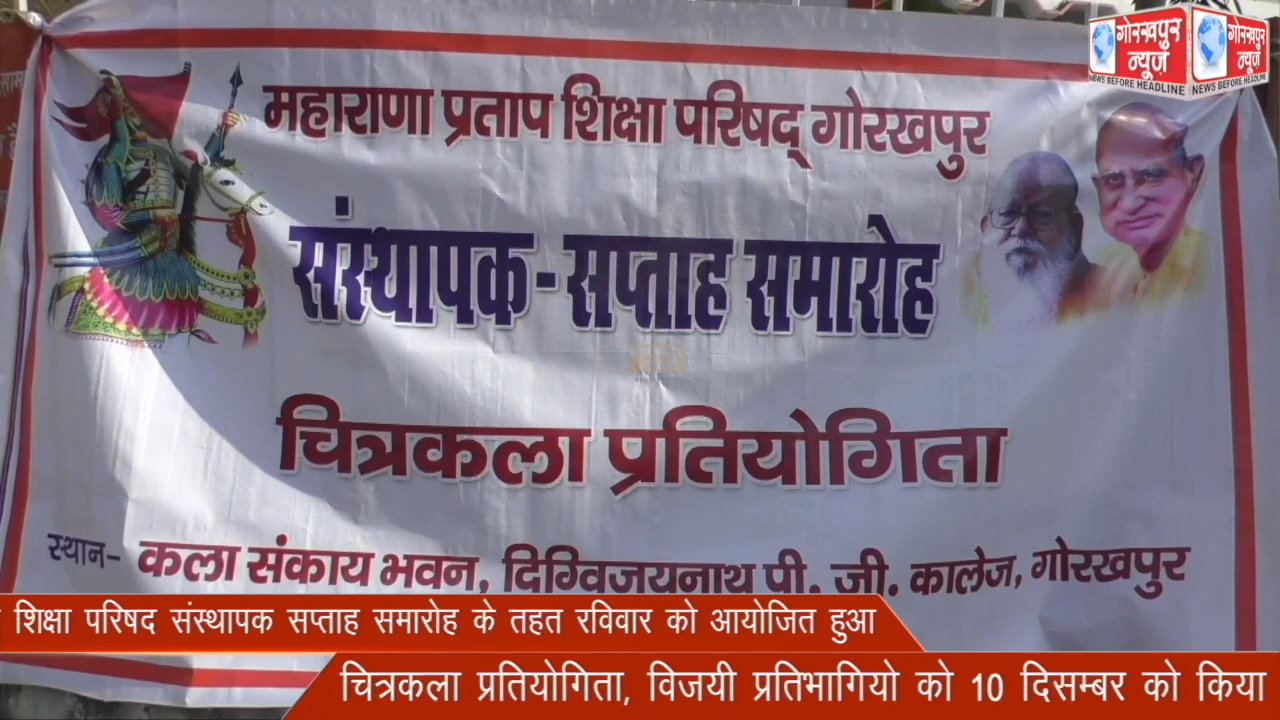 गोरखपुर न्यूज़
NEWS BEFORE HEADLINE
गोरखपुर न्यूज़
NEWS BEFORE HEADLINE
महाराणा प्रताप शिक्षा परिषद् गोरखपुर
संस्थापक-सप्ताह समारोह
चित्रकला प्रतियोगिता
स्थान- कला संकाय भवन, दिग्विजयनाथ पी. जी. कालेज, गोरखपुर
शिक्षा परिषद संस्थापक सप्ताह समारोह के तहत रविवार को आयोजित हुआ
चित्रकला प्रतियोगिता, विजयी प्रतिभागियो को 10 दिसम्बर को किया